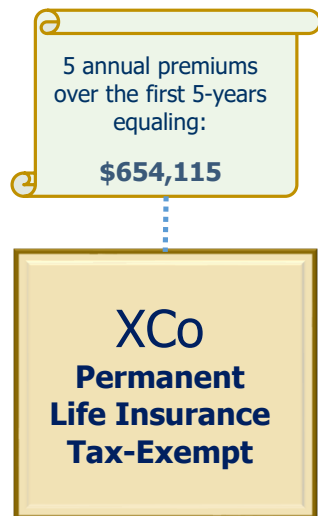 5 annual premiums
over the first 5-years
equaling:
$654,115
XCo
Permanent
Life Insurance
Tax-Exempt